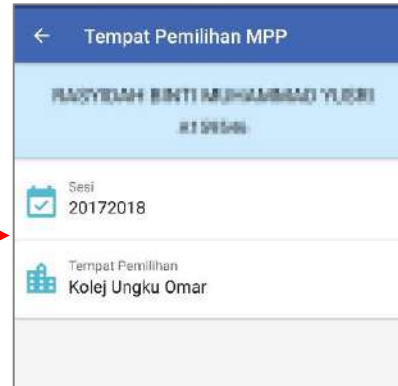 Tempat Pemilihan MPP
Sesi
20172018
Tempat Pemilihan
Kolej Ungku Omar